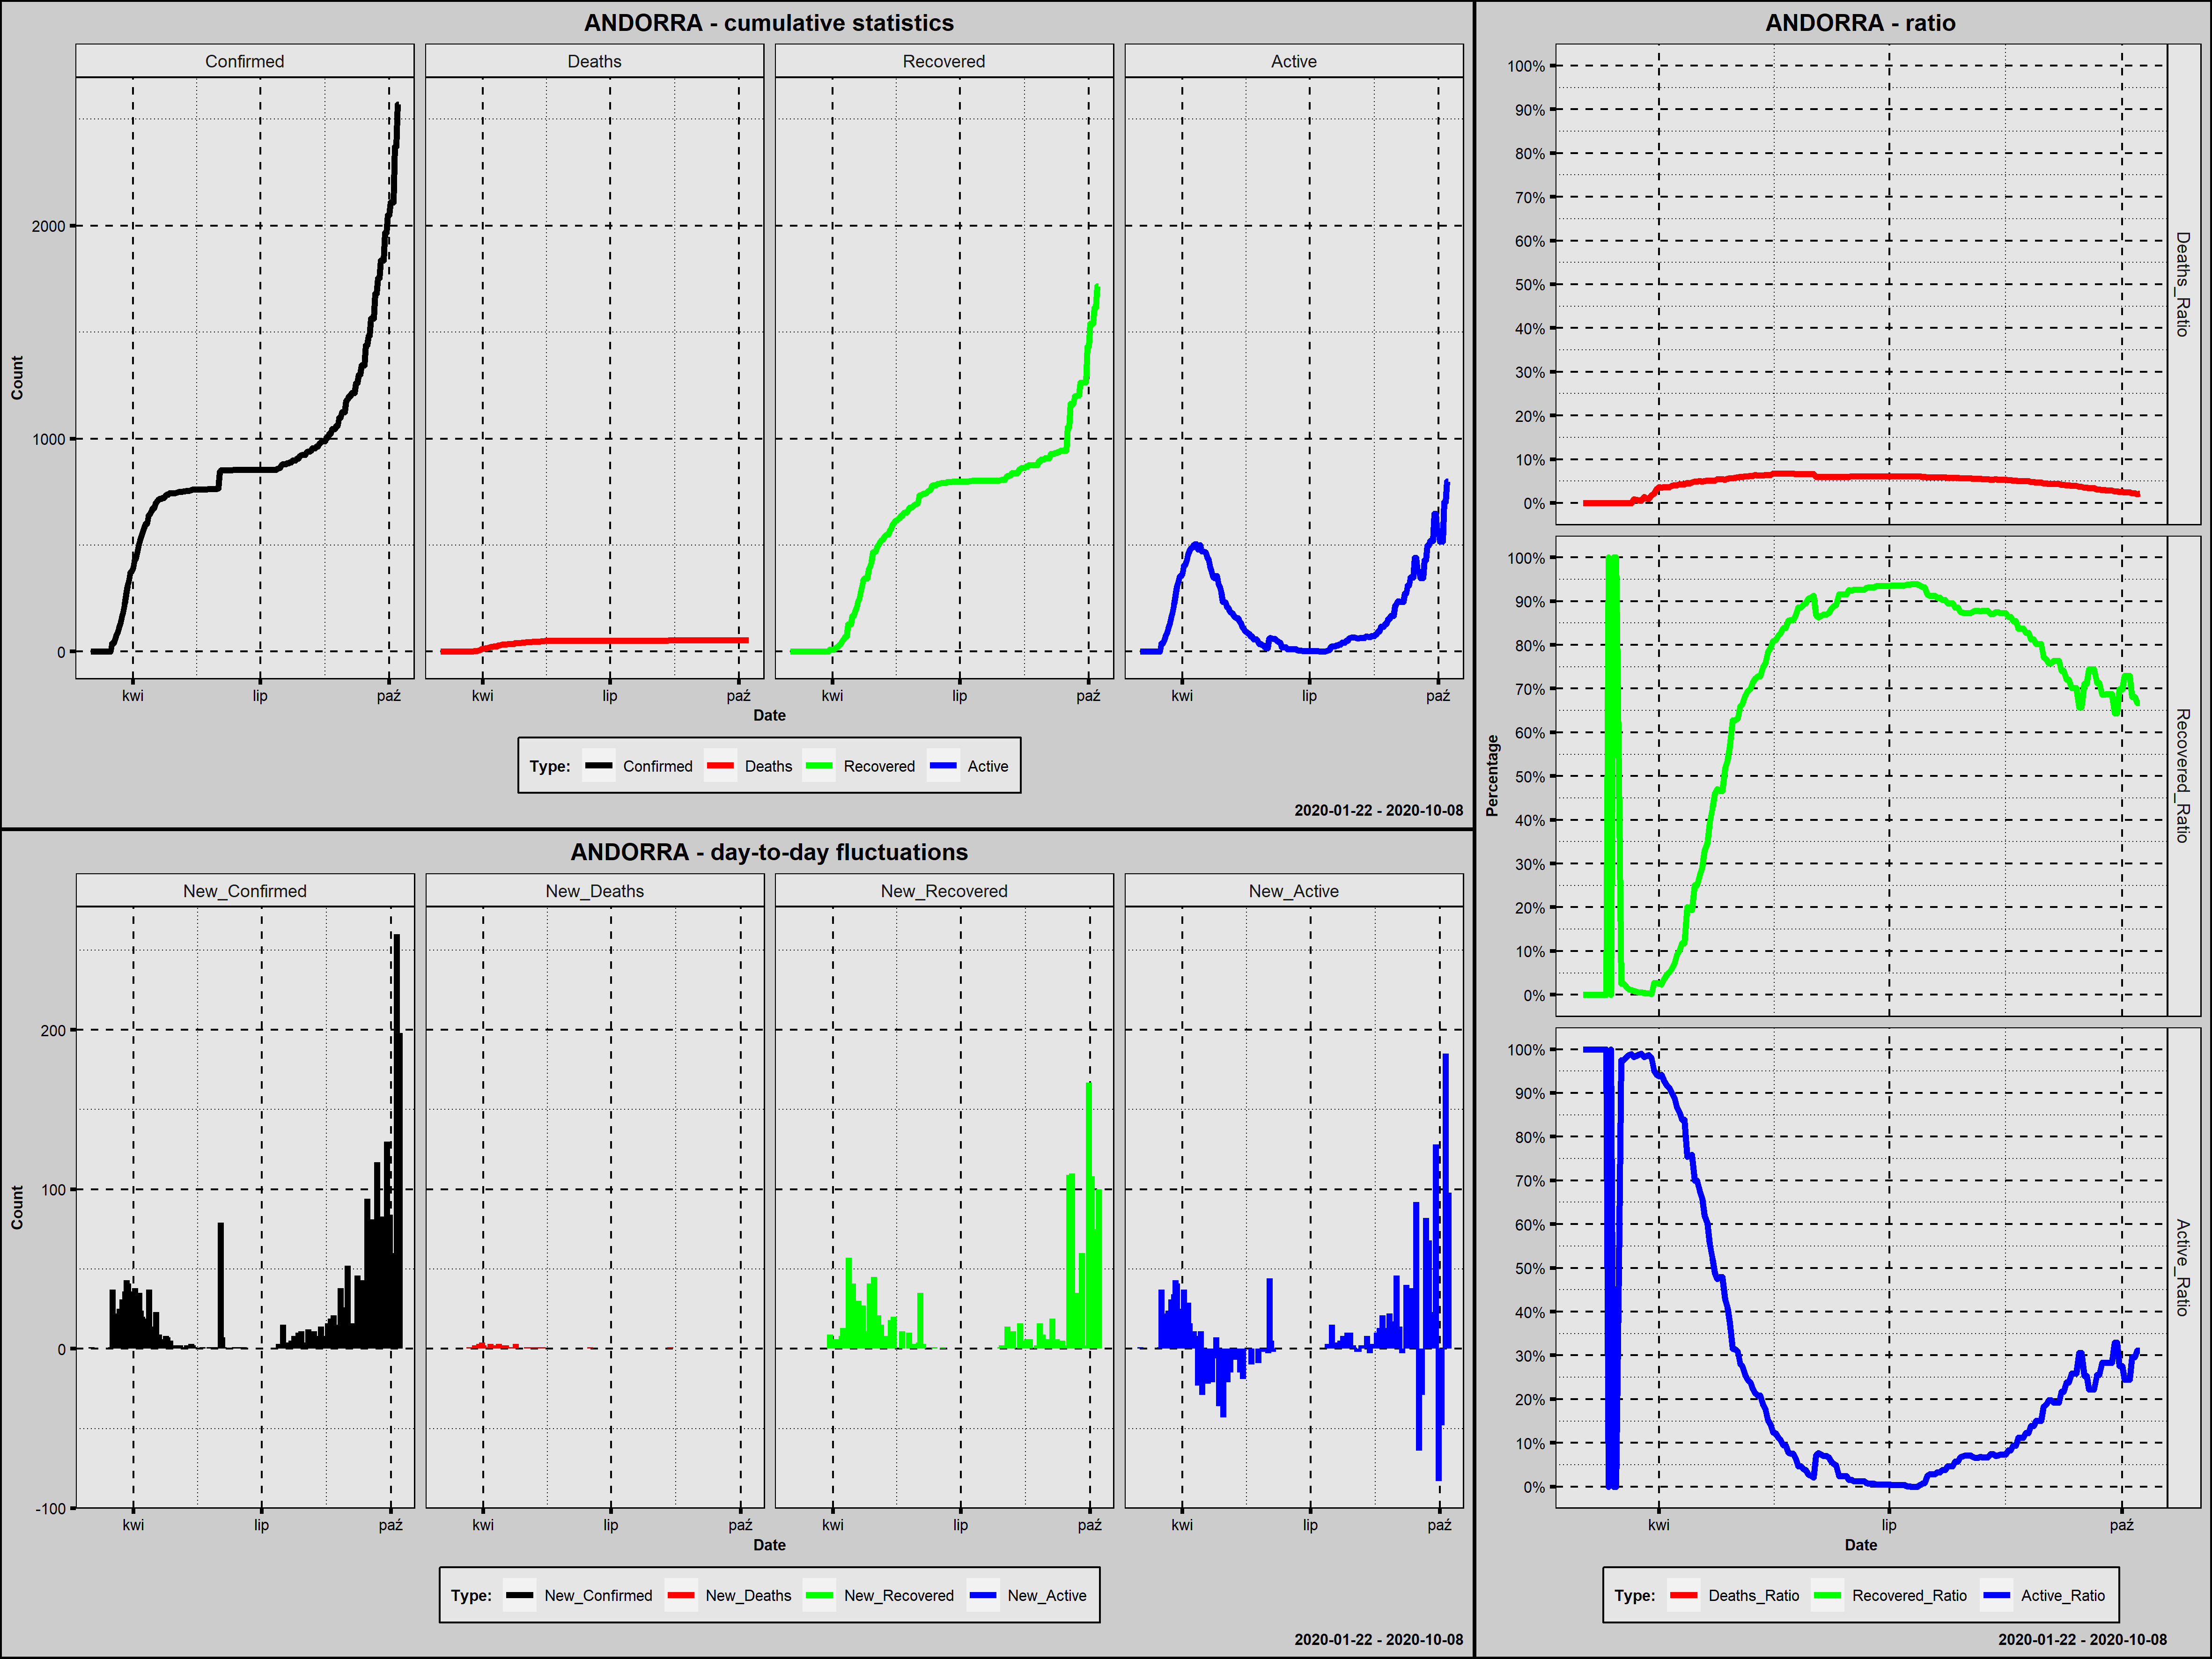 ANDORRA - cumulative statistics
Confirmed Deaths Recovered Active
Count
2000
1000
0
kwi lip paź kwi lip paź kwi lip paź kwi lip paź
Date
Type: Confirmed Deaths Recovered Active
2020-01-22 - 2020-10-08
ANDORRA - day-to-day fluctuations
New_Confirmed New_Deaths New_Recovered New_Active
Count
200
100
0
-100
kwi lip paź kwi lip paź kwi lip paź kwi lip paź
Date
Type: New_Confirmed New_Deaths New_Recovered New_Active
2020-01-22 - 2020-10-08
ANDORRA - ratio
Percentage
100%
90%
80%
70%
60%
50%
40%
30%
20%
10%
0%
Deaths_Ratio
100%
90%
80%
70%
60%
50%
40%
30%
20%
10%
0%
Recovered_Ratio
100%
90%
80%
70%
60%
50%
40%
30%
20%
10%
0%
Active_Ratio
kwi lip paź
Date
Type: Deaths_Ratio Recovered_Ratio Active_Ratio
2020-01-22 - 2020-10-08